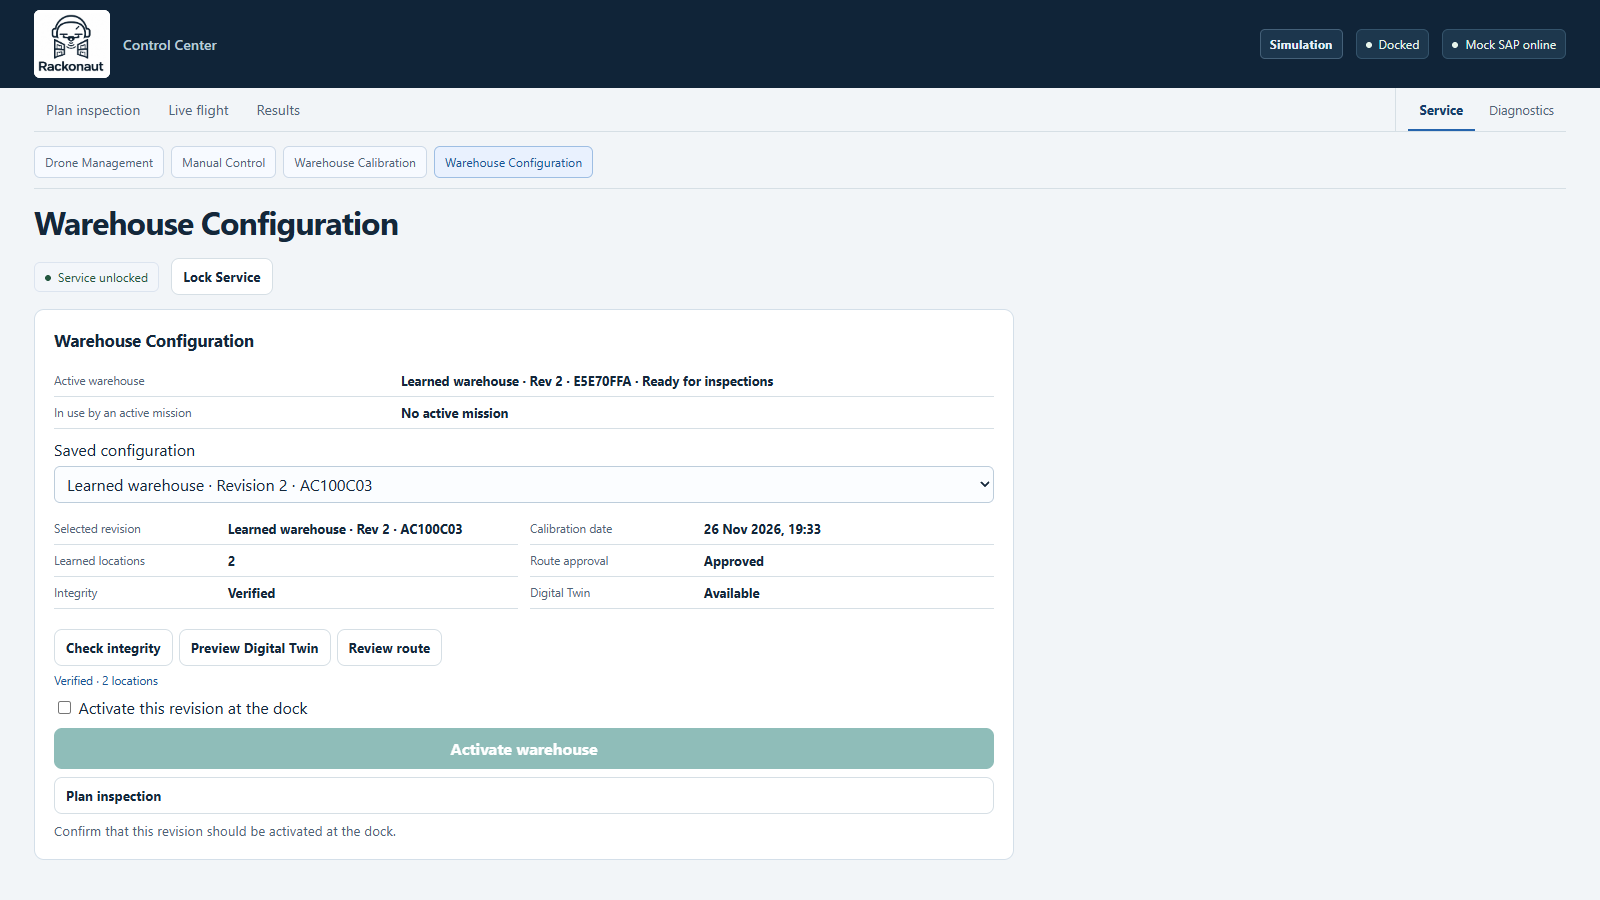 Rackonaut
Control Center
Simulation
Docked
Mock SAP online
Plan inspection
Live flight
Results
Service
Diagnostics
Drone Management
Manual Control
Warehouse Calibration
Warehouse Configuration
Warehouse Configuration
Service unlocked
Lock Service
Warehouse Configuration
Active warehouse
Learned warehouse · Rev 2 · E5E70FFA · Ready for inspections
In use by an active mission
No active mission
Saved configuration
Learned warehouse · Revision 2 · AC100C03
Selected revision
Learned warehouse · Rev 2 · AC100C03
Calibration date
26 Nov 2026, 19:33
Learned locations
2
Route approval
Approved
Integrity
Verified
Digital Twin
Available
Check integrity
Preview Digital Twin
Review route
Verified · 2 locations
Activate this revision at the dock
Activate warehouse
Plan inspection
Confirm that this revision should be activated at the dock.